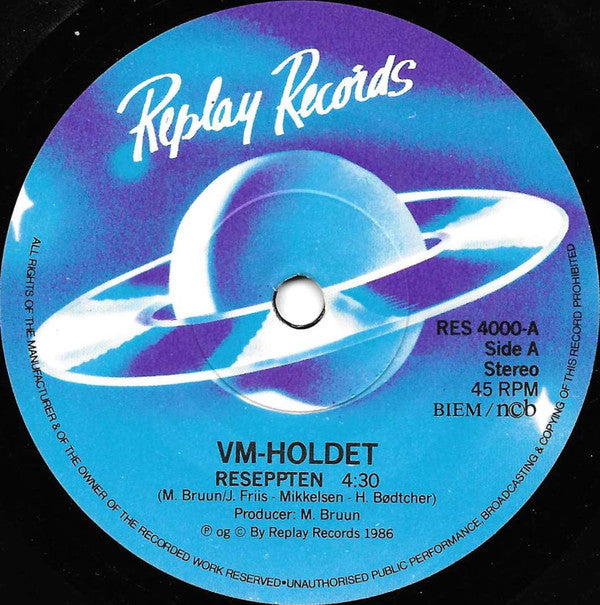 Replay Records
RES 4000-A
Side A
Stereo
45 RPM
BIEM/n©b
VM-HOLDET
RESEPPTEN 4:30
(M. Bruun/J. Friis - Mikkelsen - H. Bødtcher)
Producer: M. Bruun
℗ og © By Replay Records 1986
ALL RIGHTS OF THE MANUFACTURER & OF THE OWNER OF THE RECORDED WORK RESERVED•UNAUTHORISED PUBLIC PERFORMANCE, BROADCASTING & COPYING OF THIS RECORD PROHIBITED